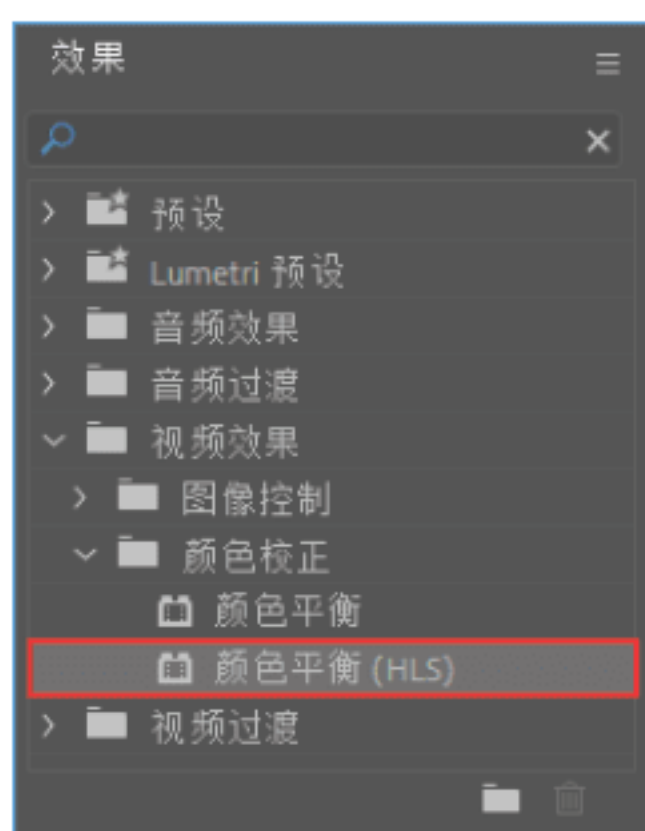 效果
预设
Lumetri 预设
音频效果
音频过渡
视频效果
图像控制
颜色校正
颜色平衡
颜色平衡 (HLS)
视频过渡